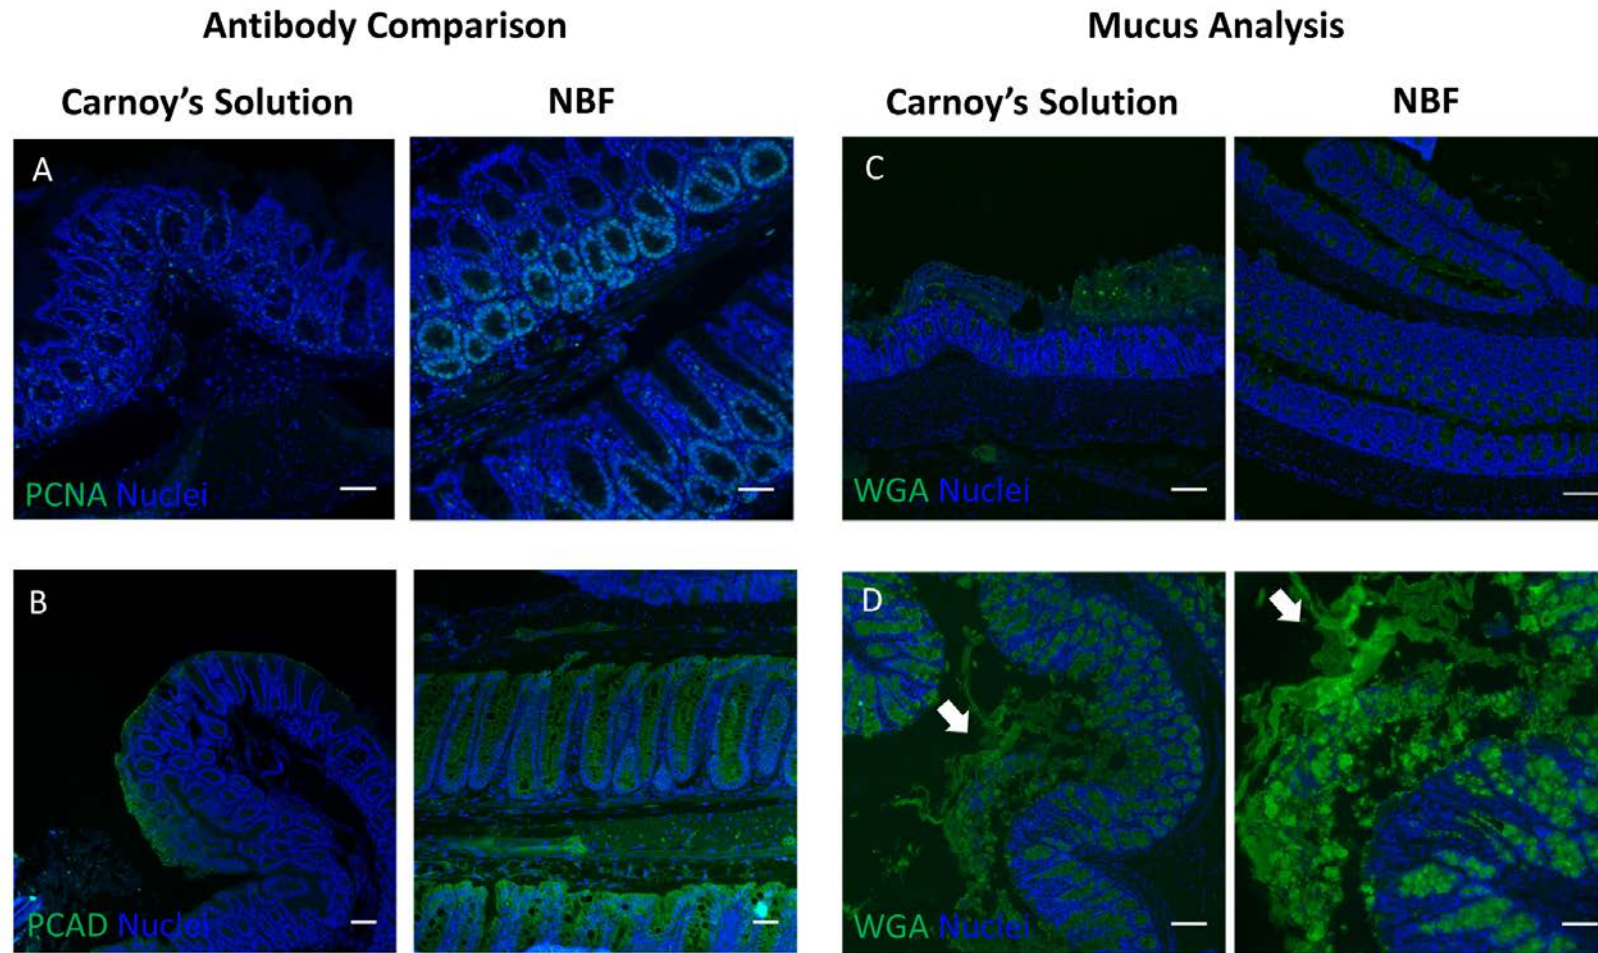 Antibody Comparison
Mucus Analysis
Carnoy's Solution
NBF
Carnoy's Solution
NBF
A
PCNA Nuclei
C
WGA Nuclei
B
PCAD Nuclei
D
WGA Nuclei